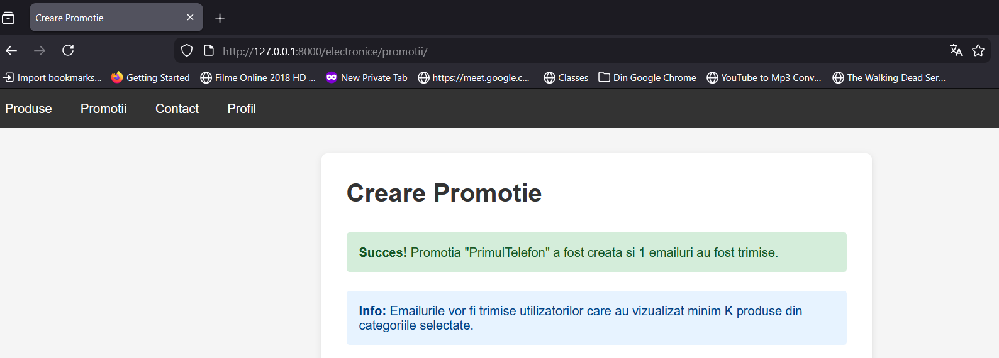 Creare Promotie
http://127.0.0.1:8000/electronice/promotii/
Import bookmarks... Getting Started Filme Online 2018 HD ... New Private Tab https://meet.google.c... Classes Din Google Chrome YouTube to Mp3 Conv... The Walking Dead Ser...
Produse Promotii Contact Profil
Creare Promotie
Succes! Promotia "PrimulTelefon" a fost creata si 1 emailuri au fost trimise.
Info: Emailurile vor fi trimise utilizatorilor care au vizualizat minim K produse din
categoriile selectate.